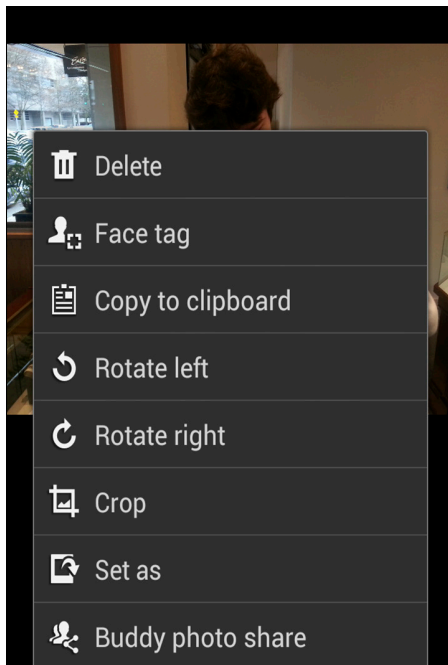 Delete
Face tag
Copy to clipboard
Rotate left
Rotate right
Crop
Set as
Buddy photo share